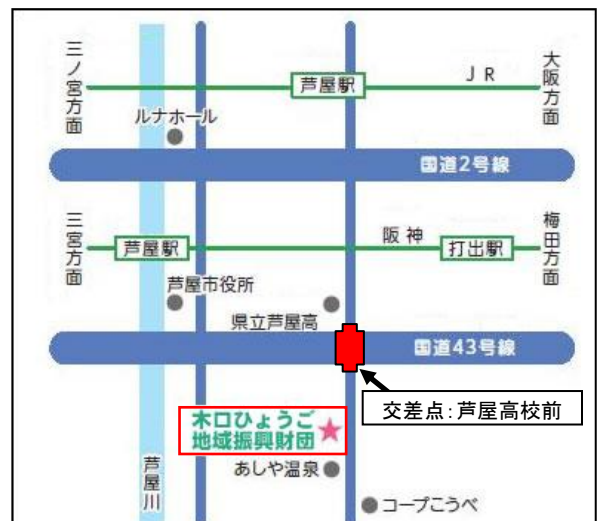 三ノ宮方面
芦屋駅
JR
大阪方面
ルナホール
国道2号線
三宮方面
芦屋駅
阪神
打出駅
梅田方面
芦屋市役所
県立芦屋高
国道43号線
交差点:芦屋高校前
木口ひょうご
地域振興財団
あしや温泉
芦屋川
コープこうべ